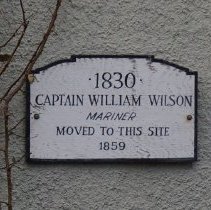 ·1830·
CAPTAIN WILLIAM WILSON
MARINER
MOVED TO THIS SITE
1859